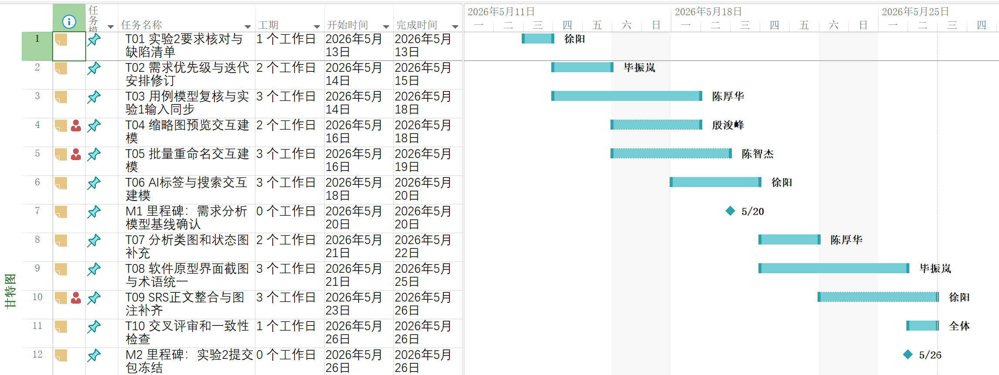 任务模
任务名称
工期
开始时间
完成时间
2026年5月11日
2026年5月18日
2026年5月25日
一 二 三 四 五 六 日 一 二 三 四 五 六 日 一 二 三 四
1
T01 实验2要求核对与
缺陷清单
1 个工作日
2026年5月
13日
2026年5月
13日
徐阳
2
T02 需求优先级与迭代
安排修订
2 个工作日
2026年5月
14日
2026年5月
15日
毕振岚
3
T03 用例模型复核与实
验1输入同步
3 个工作日
2026年5月
14日
2026年5月
18日
陈厚华
4
T04 缩略图预览交互建
模
2 个工作日
2026年5月
16日
2026年5月
18日
殷浚峰
5
T05 批量重命名交互建
模
3 个工作日
2026年5月
16日
2026年5月
19日
陈智杰
6
T06 AI标签与搜索交互
建模
3 个工作日
2026年5月
18日
2026年5月
20日
徐阳
7
M1 里程碑：需求分析
模型基线确认
0 个工作日
2026年5月
20日
2026年5月
20日
5/20
8
T07 分析类图和状态图
补充
2 个工作日
2026年5月
21日
2026年5月
22日
陈厚华
9
T08 软件原型界面截图
与术语统一
3 个工作日
2026年5月
21日
2026年5月
25日
毕振岚
10
T09 SRS正文整合与图
注补齐
3 个工作日
2026年5月
23日
2026年5月
26日
徐阳
11
T10 交叉评审和一致性
检查
1 个工作日
2026年5月
26日
2026年5月
26日
全体
12
M2 里程碑：实验2提交
包冻结
0 个工作日
2026年5月
26日
2026年5月
26日
5/26
甘特图